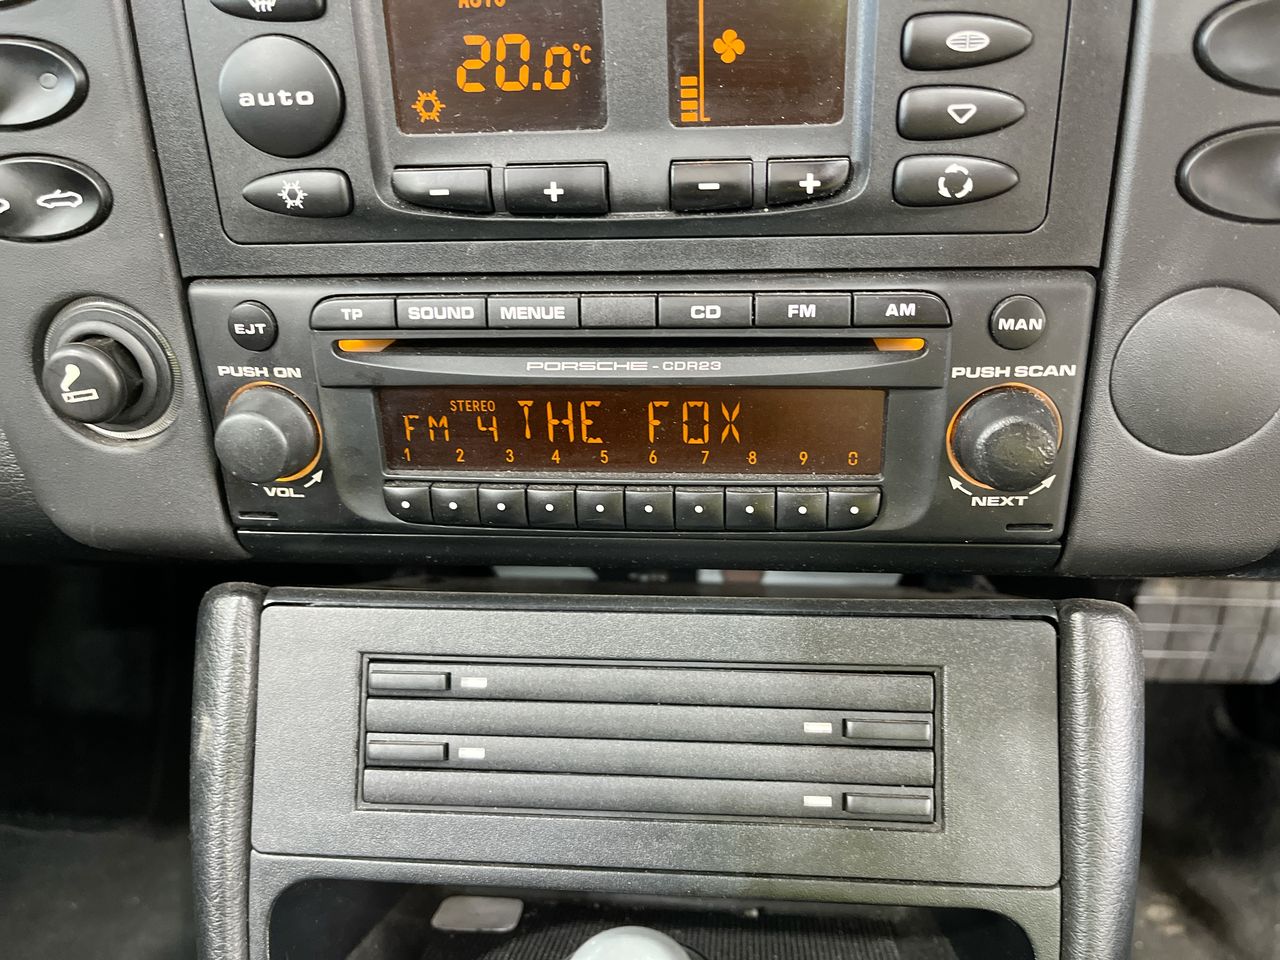 AUTO
20.0°C
auto
- +
- +
EJT
TP SOUND MENUE CD FM AM
MAN
PUSH ON
PORSCHE - CDR23
PUSH SCAN
STEREO
FM 4 THE FOX
1 2 3 4 5 6 7 8 9 0
VOL
NEXT